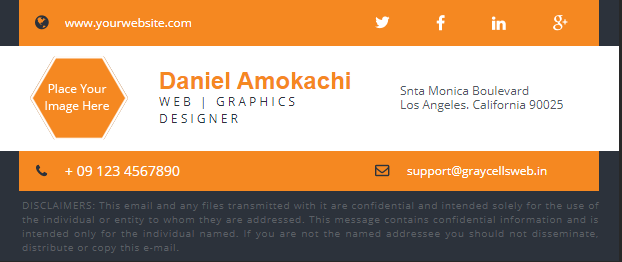 www.yourwebsite.com
Place Your
Image Here
Daniel Amokachi
WEB | GRAPHICS
DESIGNER
Snta Monica Boulevard
Los Angeles. California 90025
+ 09 123 4567890
support@graycellsweb.in
DISCLAIMERS: This email and any files transmitted with it are confidential and intended solely for the use of
the individual or entity to whom they are addressed. This message contains confidential information and is
intended only for the individual named. If you are not the named addressee you should not disseminate,
distribute or copy this e-mail.